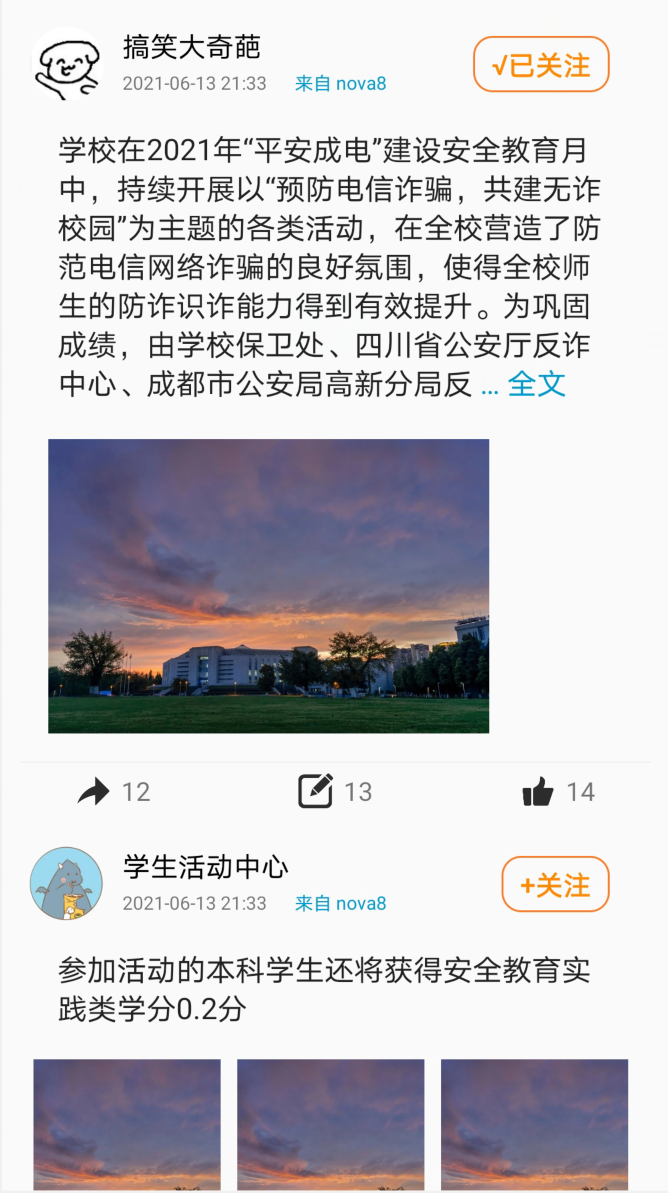 搞笑大奇葩
2021-06-13 21:33 来自 nova8
√已关注
学校在2021年“平安成电”建设安全教育月
中，持续开展以“预防电信诈骗，共建无诈
校园”为主题的各类活动，在全校营造了防
范电信网络诈骗的良好氛围，使得全校师
生的防诈识诈能力得到有效提升。为巩固
成绩，由学校保卫处、四川省公安厅反诈
中心、成都市公安局高新分局反 ... 全文
12 13 14
学生活动中心
2021-06-13 21:33 来自 nova8
+关注
参加活动的本科学生还将获得安全教育实
践类学分0.2分